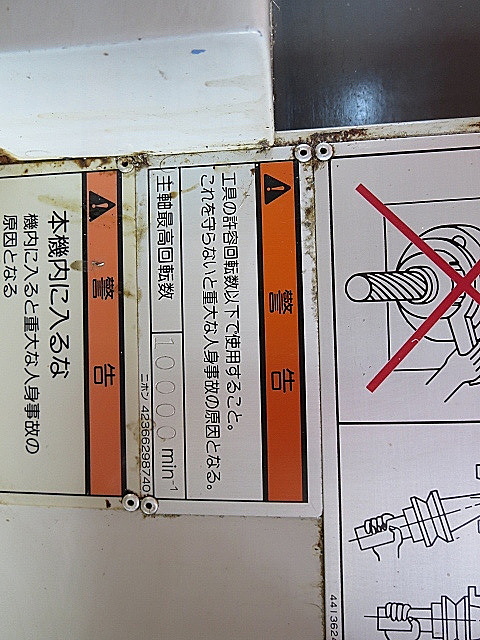 警告
工具の許容回転数以下で使用すること。
これを守らないと重大な人身事故の原因となる。
主軸最高回転数 10000 min-1
ニホン 42366298740
警告
本機内に入るな
機内に入ると重大な人身事故の
原因となる